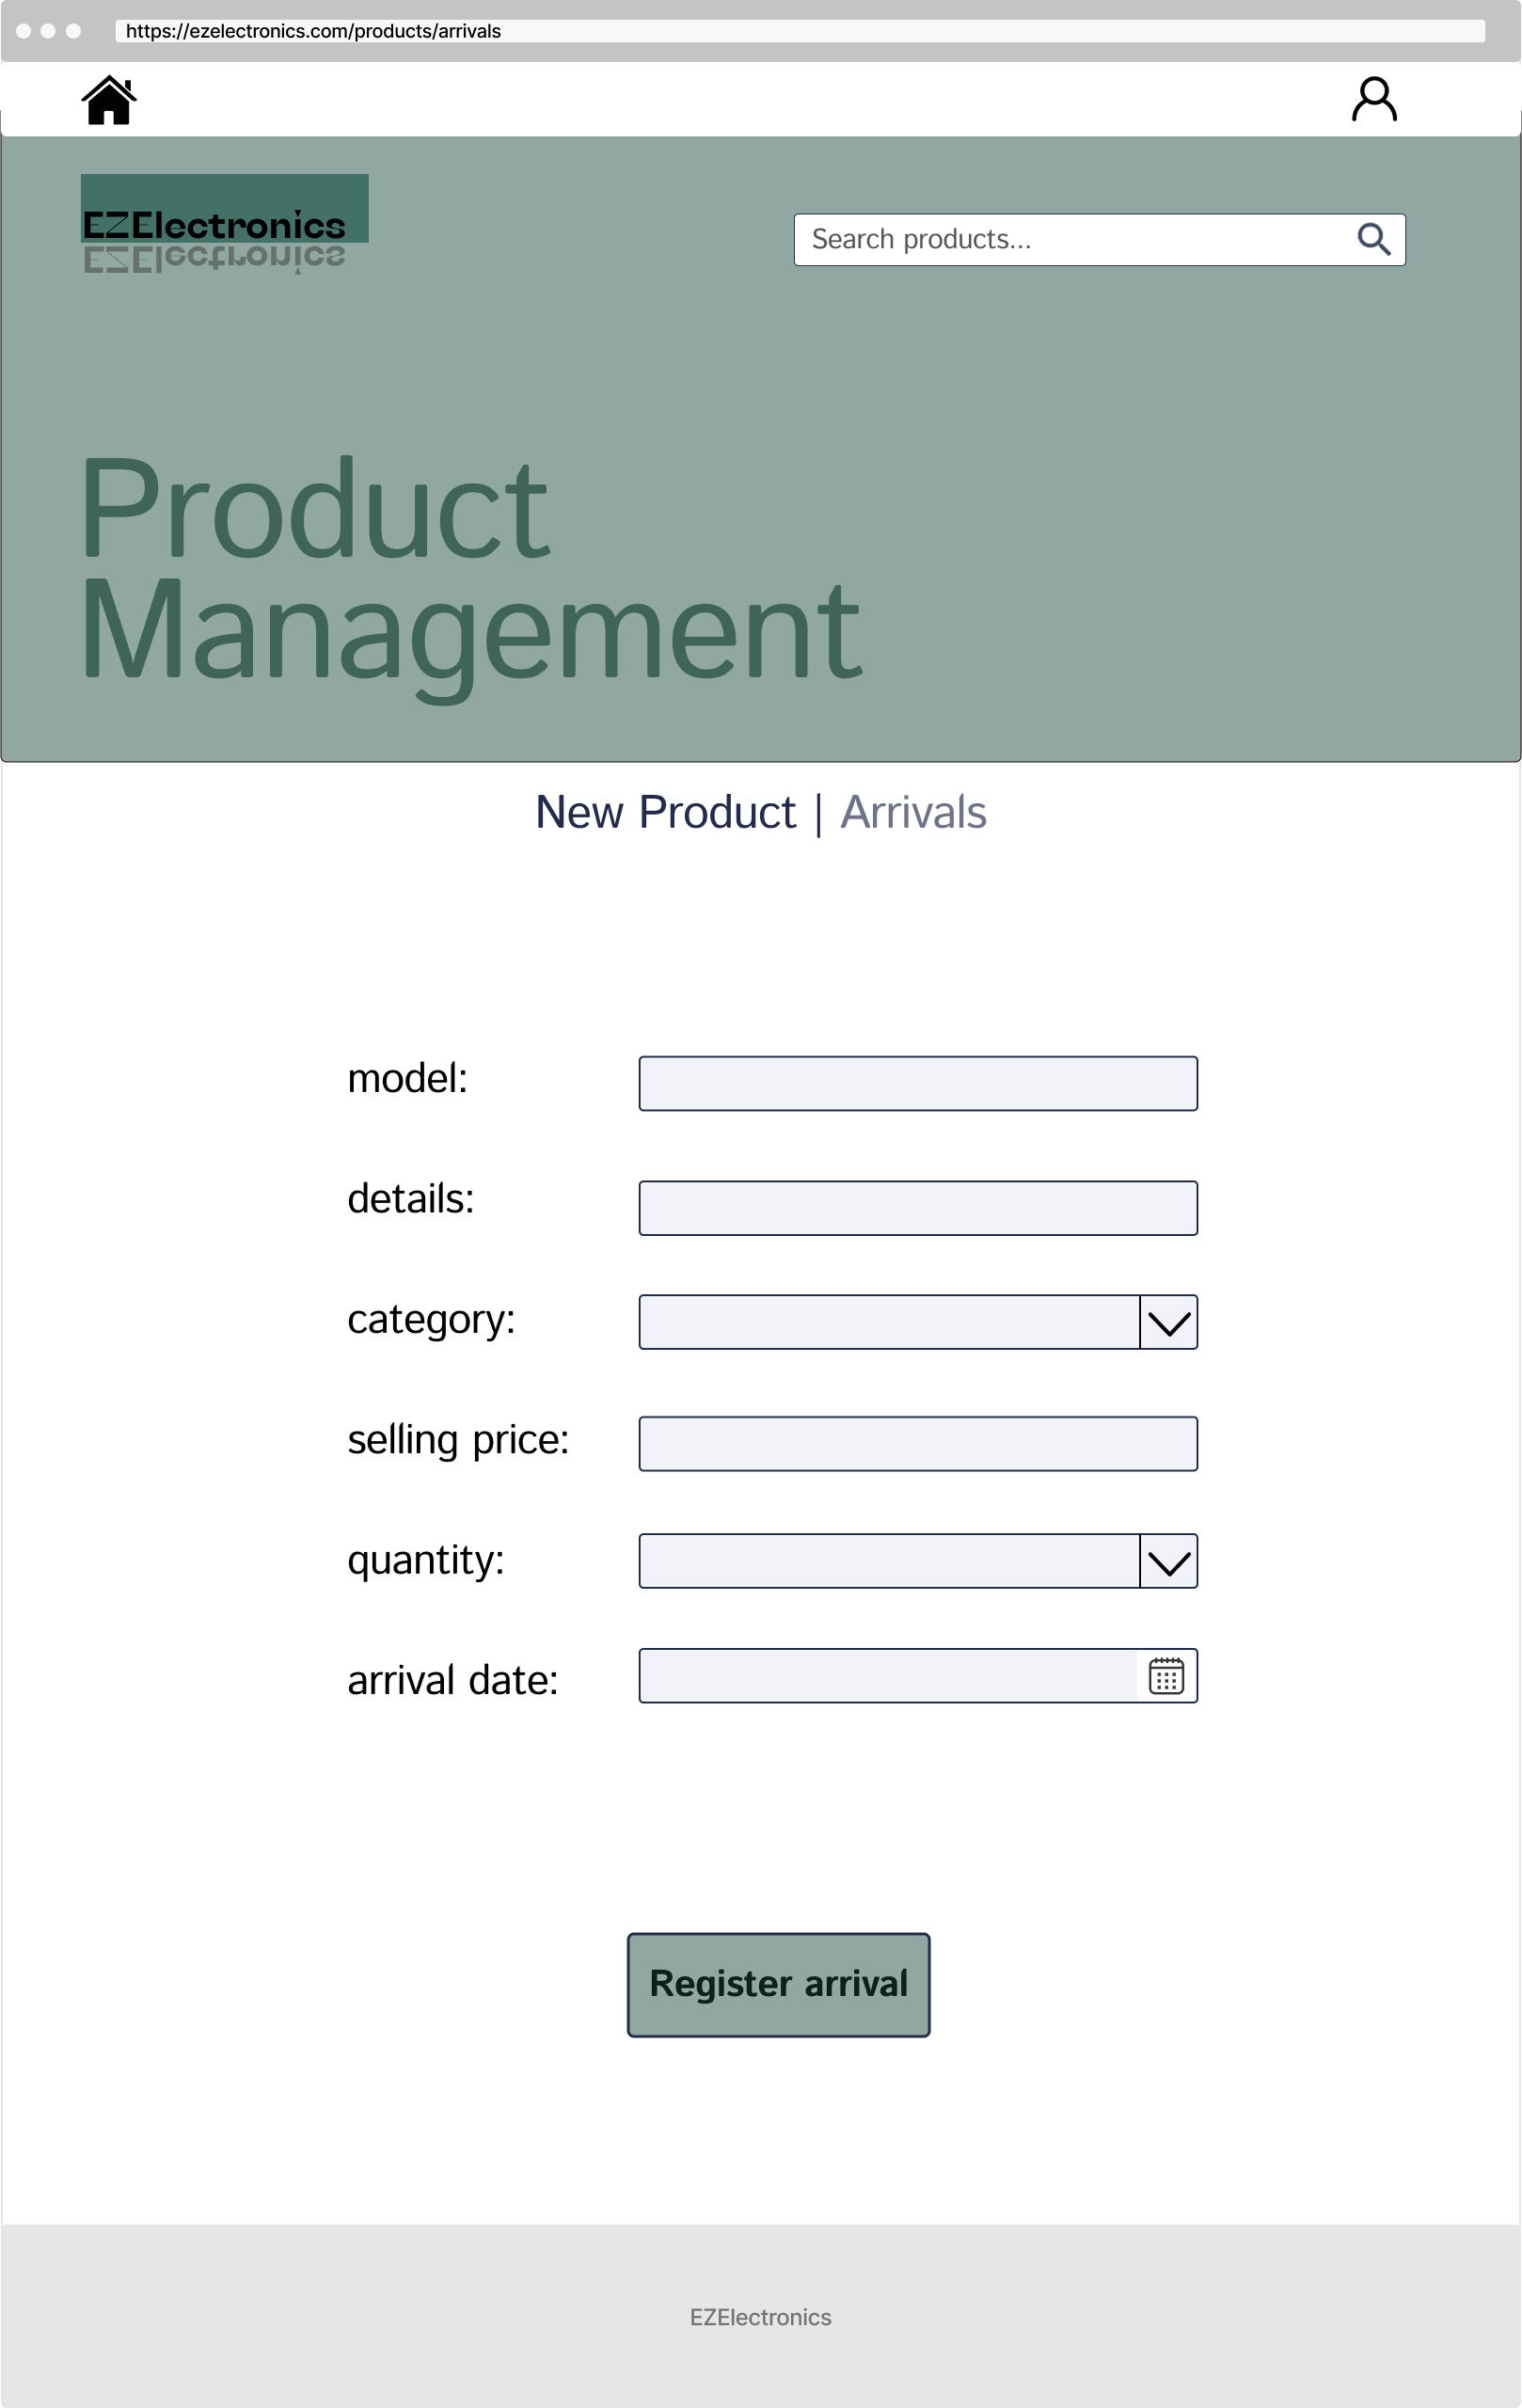 https://ezelectronics.com/products/arrivals
EZElectronics
EZElectronics
Search products...
Product
Management
New Product | Arrivals
model:
details:
category:
selling price:
quantity:
arrival date:
Register arrival
EZElectronics